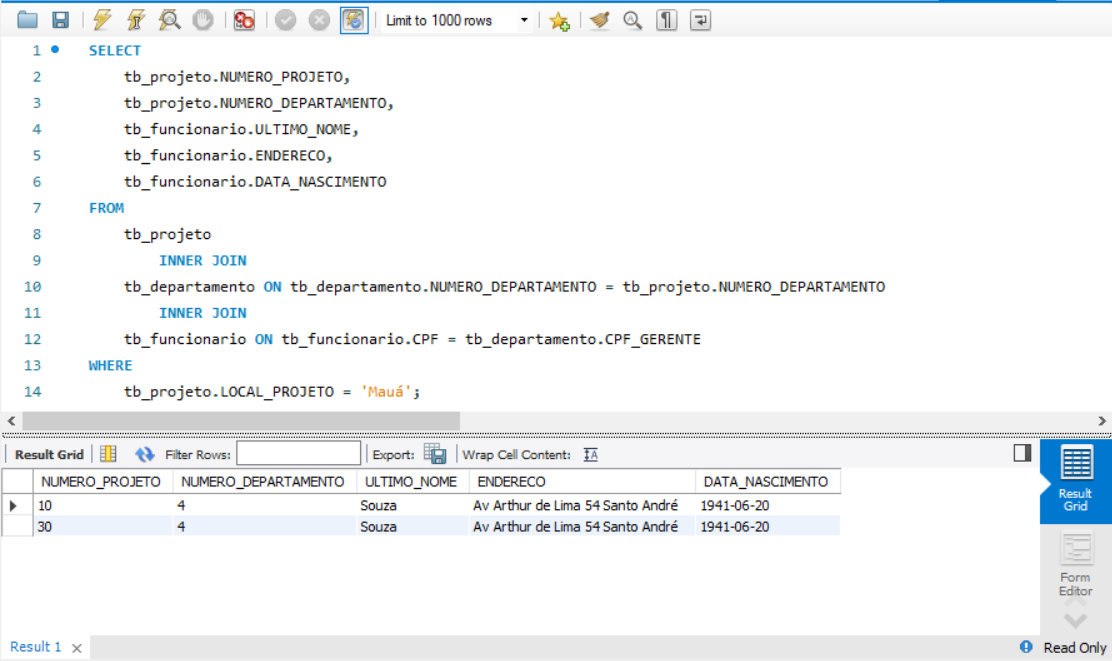 Limit to 1000 rows
1 SELECT
2 tb_projeto.NUMERO_PROJETO,
3 tb_projeto.NUMERO_DEPARTAMENTO,
4 tb_funcionario.ULTIMO_NOME,
5 tb_funcionario.ENDERECO,
6 tb_funcionario.DATA_NASCIMENTO
7 FROM
8 tb_projeto
9 INNER JOIN
10 tb_departamento ON tb_departamento.NUMERO_DEPARTAMENTO = tb_projeto.NUMERO_DEPARTAMENTO
11 INNER JOIN
12 tb_funcionario ON tb_funcionario.CPF = tb_departamento.CPF_GERENTE
13 WHERE
14 tb_projeto.LOCAL_PROJETO = 'Mauá';
Result Grid Filter Rows: Export: Wrap Cell Content:
NUMERO_PROJETO NUMERO_DEPARTAMENTO ULTIMO_NOME ENDERECO DATA_NASCIMENTO
10 4 Souza Av Arthur de Lima 54 Santo André 1941-06-20
30 4 Souza Av Arthur de Lima 54 Santo André 1941-06-20
Result
Grid
Form
Editor
Result 1
Read Only